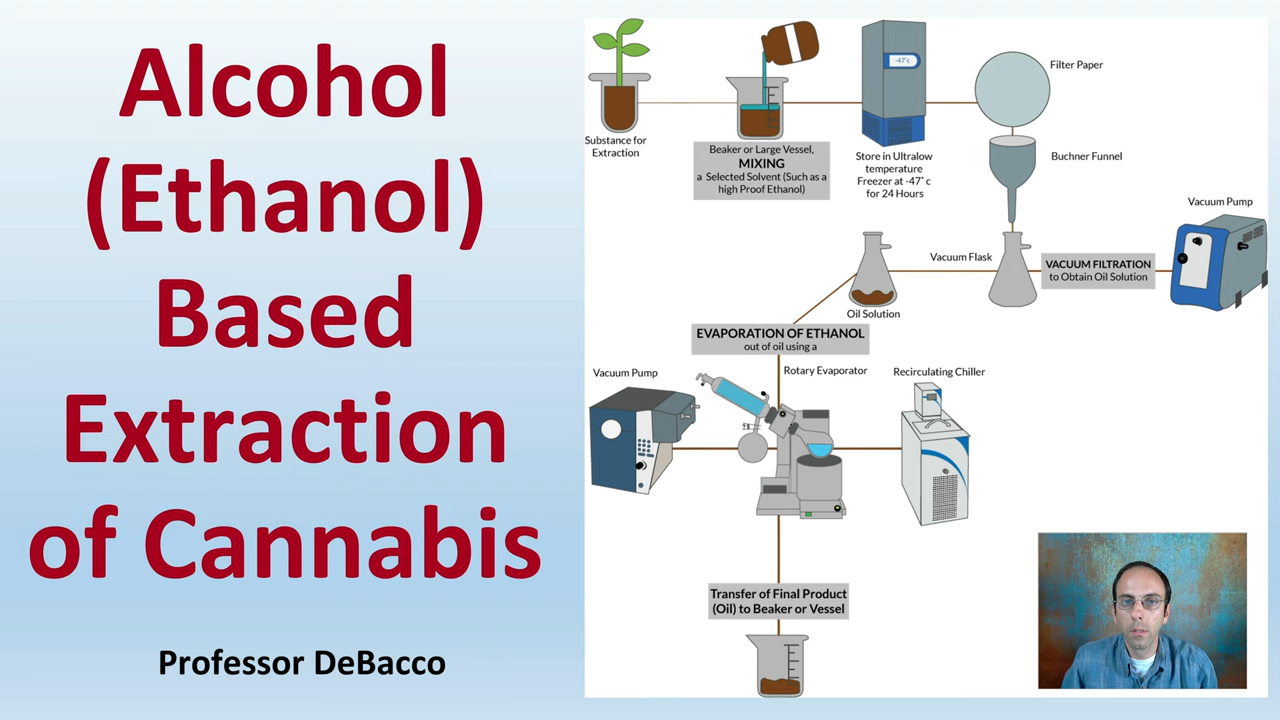 Alcohol
(Ethanol)
Based
Extraction
of Cannabis
Professor DeBacco
Substance for
Extraction
Beaker or Large Vessel,
MIXING
a Selected Solvent (Such as a
high Proof Ethanol)
-47°c
Store in Ultralow
temperature
Freezer at -47° c
for 24 Hours
Filter Paper
Buchner Funnel
Vacuum Pump
Vacuum Flask
VACUUM FILTRATION
to Obtain Oil Solution
Oil Solution
EVAPORATION OF ETHANOL
out of oil using a
Vacuum Pump
Rotary Evaporator
Recirculating Chiller
Transfer of Final Product
(Oil) to Beaker or Vessel